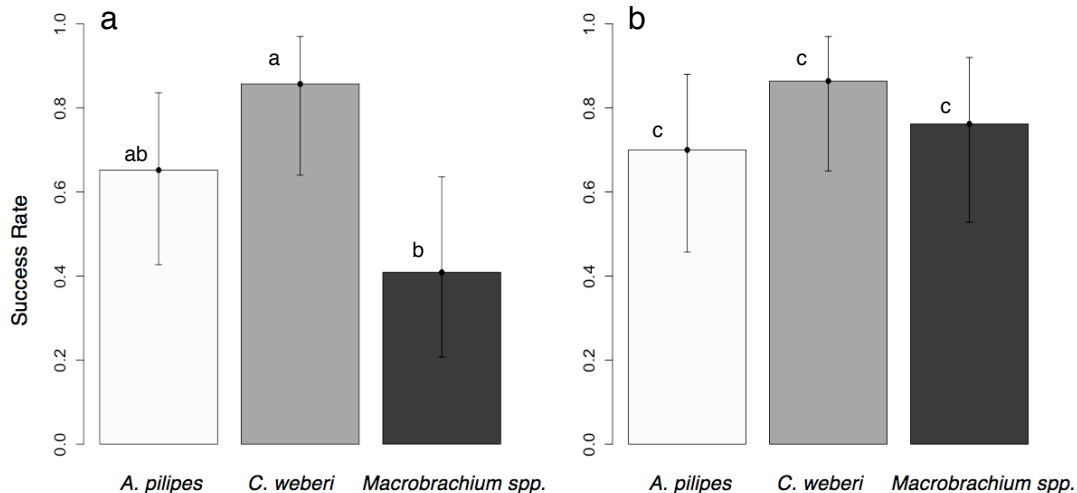 a
b
Success Rate
1.0
0.8
0.6
0.4
0.2
0.0
ab
a
b
1.0
0.8
0.6
0.4
0.2
0.0
c
c
c
A. pilipes
C. weberi
Macrobrachium spp.
A. pilipes
C. weberi
Macrobrachium spp.